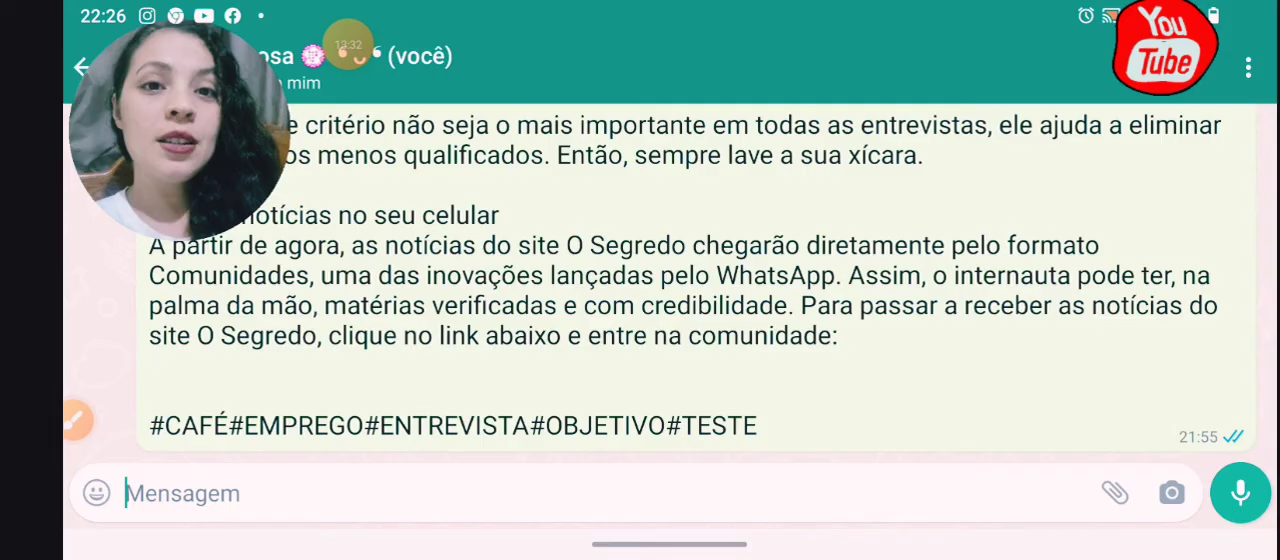 22:26
13:32
osa (você)
mim
You
Tube
e critério não seja o mais importante em todas as entrevistas, ele ajuda a eliminar
os menos qualificados. Então, sempre lave a sua xícara.
notícias no seu celular
A partir de agora, as notícias do site O Segredo chegarão diretamente pelo formato
Comunidades, uma das inovações lançadas pelo WhatsApp. Assim, o internauta pode ter, na
palma da mão, matérias verificadas e com credibilidade. Para passar a receber as notícias do
site O Segredo, clique no link abaixo e entre na comunidade:
#CAFÉ#EMPREGO#ENTREVISTA#OBJETIVO#TESTE
21:55
Mensagem